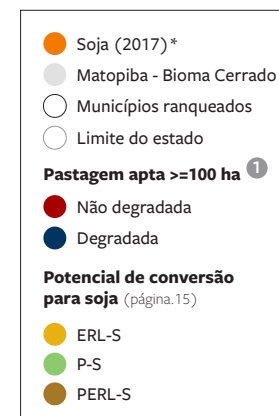 Soja (2017)*
Matopiba - Bioma Cerrado
Municípios ranqueados
Limite do estado
Pastagem apta >=100 ha 1
Não degradada
Degradada
Potencial de conversão
para soja (página.15)
ERL-S
P-S
PERL-S